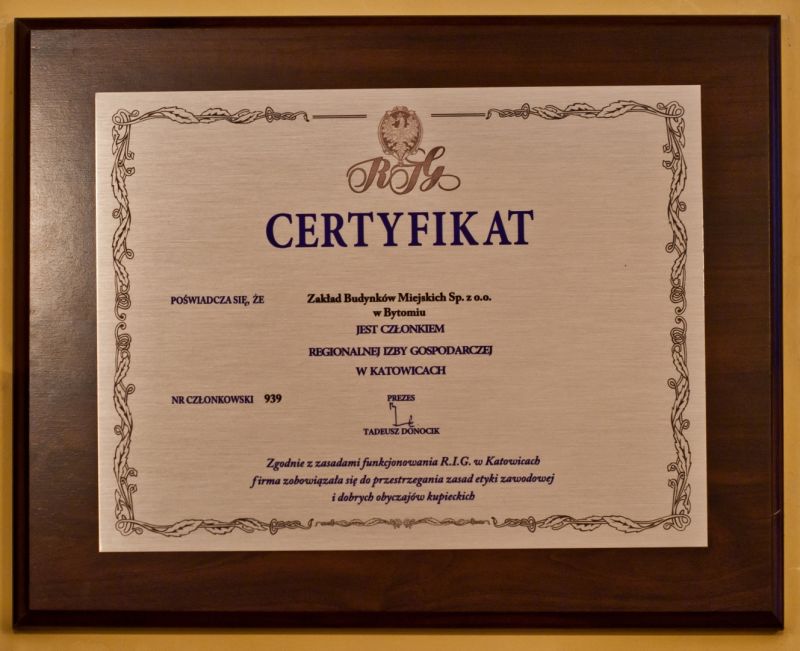 RIG
CERTYFIKAT
POŚWIADCZA SIĘ, ŻE Zakład Budynków Miejskich Sp. z o.o.
w Bytomiu
JEST CZŁONKIEM
REGIONALNEJ IZBY GOSPODARCZEJ
W KATOWICACH
NR CZŁONKOWSKI 939
PREZES
TADEUSZ DONOCIK
Zgodnie z zasadami funkcjonowania R.I.G. w Katowicach
firma zobowiązała się do przestrzegania zasad etyki zawodowej
i dobrych obyczajów kupieckich